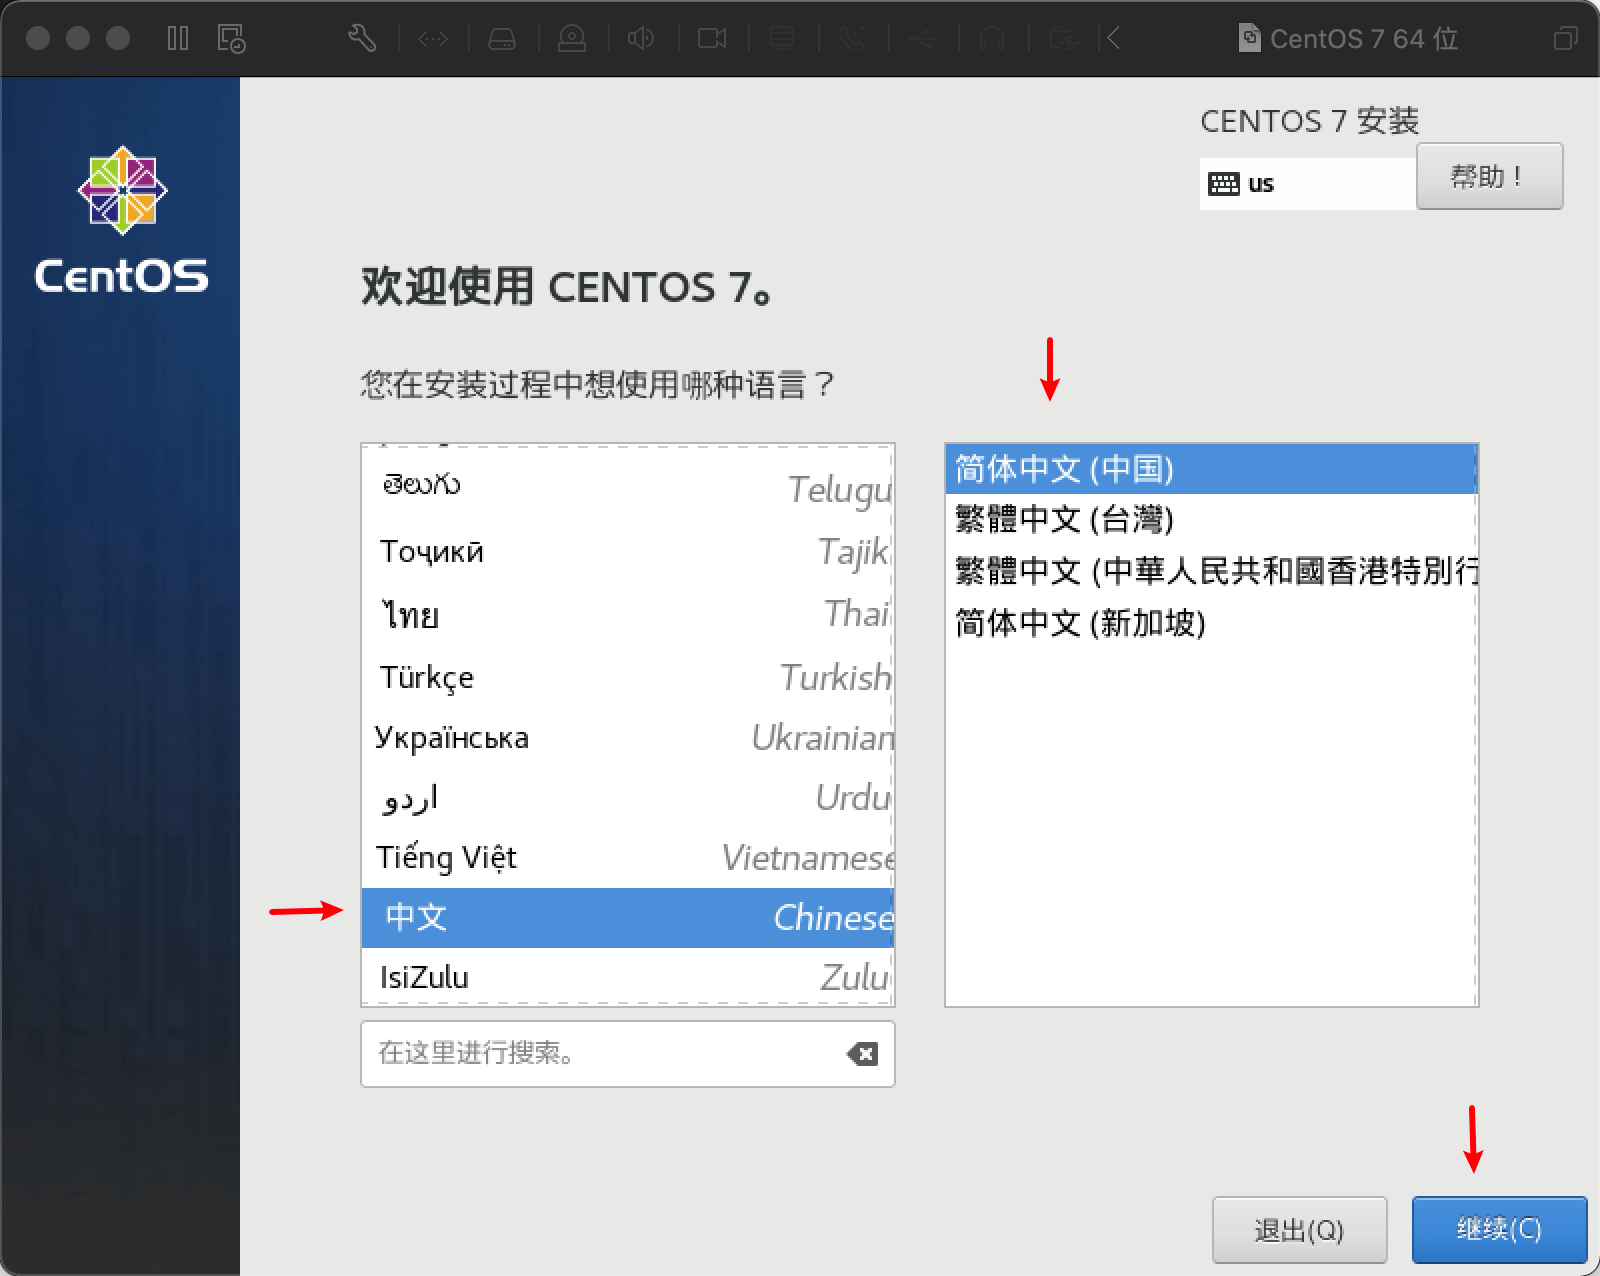 CentOS 7 64 位
CentOS
CENTOS 7 安装
us
帮助！
欢迎使用 CENTOS 7。
您在安装过程中想使用哪种语言？
తెలుగు Telugu
Тоҷикӣ Tajik
ไทย Thai
Türkçe Turkish
Українська Ukrainian
اردو Urdu
Tiếng Việt Vietnamese
中文 Chinese
IsiZulu Zulu
在这里进行搜索。
简体中文 (中国)
繁體中文 (台灣)
繁體中文 (中華人民共和國香港特別行
简体中文 (新加坡)
退出(Q)
继续(C)